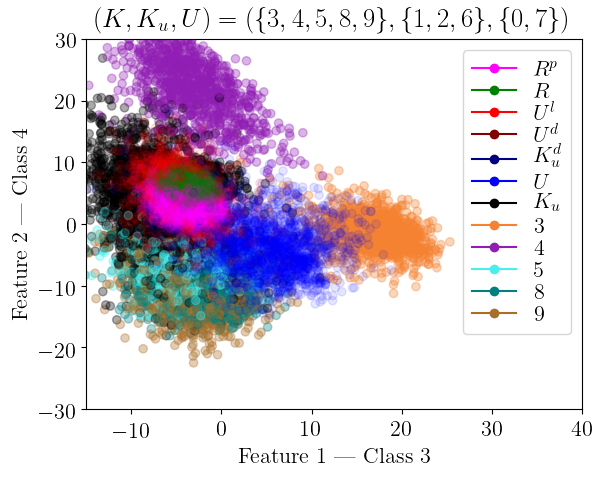 (K, K_u, U) = ({3, 4, 5, 8, 9}, {1, 2, 6}, {0, 7})
30
20
10
0
−10
−20
−30
Feature 2 — Class 4
−10
0
10
20
30
40
Feature 1 — Class 3
R^p
R
U^l
U^d
K_u^d
U
K_u
3
4
5
8
9